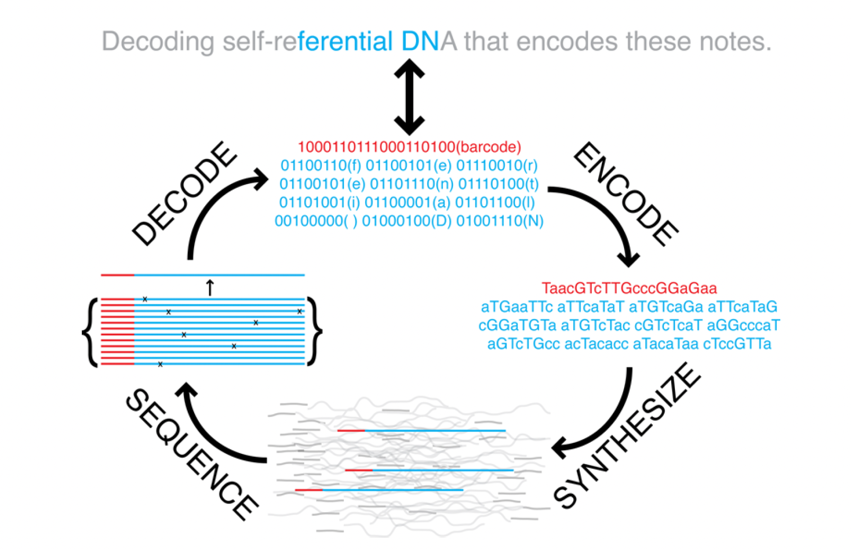 Decoding self-referential DNA that encodes these notes.
1000110111000110100(barcode)
01100110(f) 01100101(e) 01110010(r)
01100101(e) 01101110(n) 01110100(t)
01101001(i) 01100001(a) 01101100(l)
00100000( ) 01000100(D) 01001110(N)
DECODE
ENCODE
TaacGTcTTGcccGGaGaa
aTGaaTTc aTTcaTaT aTGTcaGa aTTcaTaG
cGGaTGTa aTGTcTac cGTcTcaT aGGcccaT
aGTcTGcc acTacacc aTacaTaa cTccGTTa
{
x
x
x
x
x
x
x
}
SEQUENCE
SYNTHESIZE